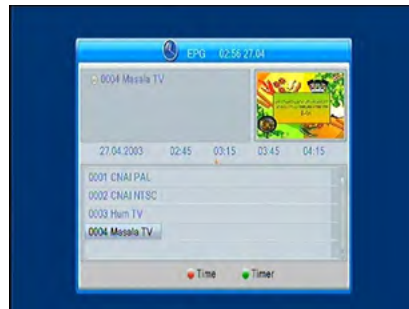 EPG 02:56 27.04
0004 Masala TV
27.04.2003 02:45 03:15 03:45 04:15
0001 CNAI PAL
0002 CNAI NTSC
0003 Hum TV
0004 Masala TV
Time Timer